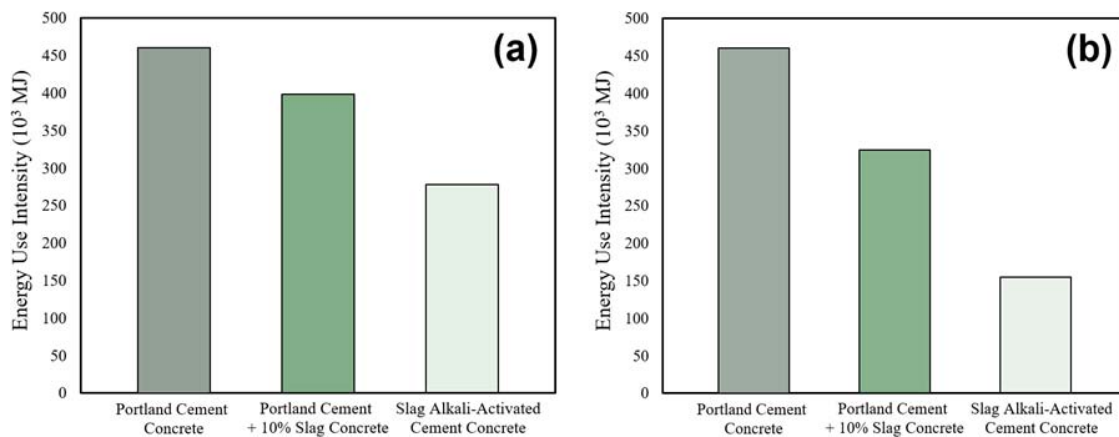 (a)
Energy Use Intensity (10³ MJ)
500
450
400
350
300
250
200
150
100
50
0
Portland Cement
Concrete
Portland Cement
+ 10% Slag Concrete
Slag Alkali-Activated
Cement Concrete
(b)
Energy Use Intensity (10³ MJ)
500
450
400
350
300
250
200
150
100
50
0
Portland Cement
Concrete
Portland Cement
+ 10% Slag Concrete
Slag Alkali-Activated
Cement Concrete